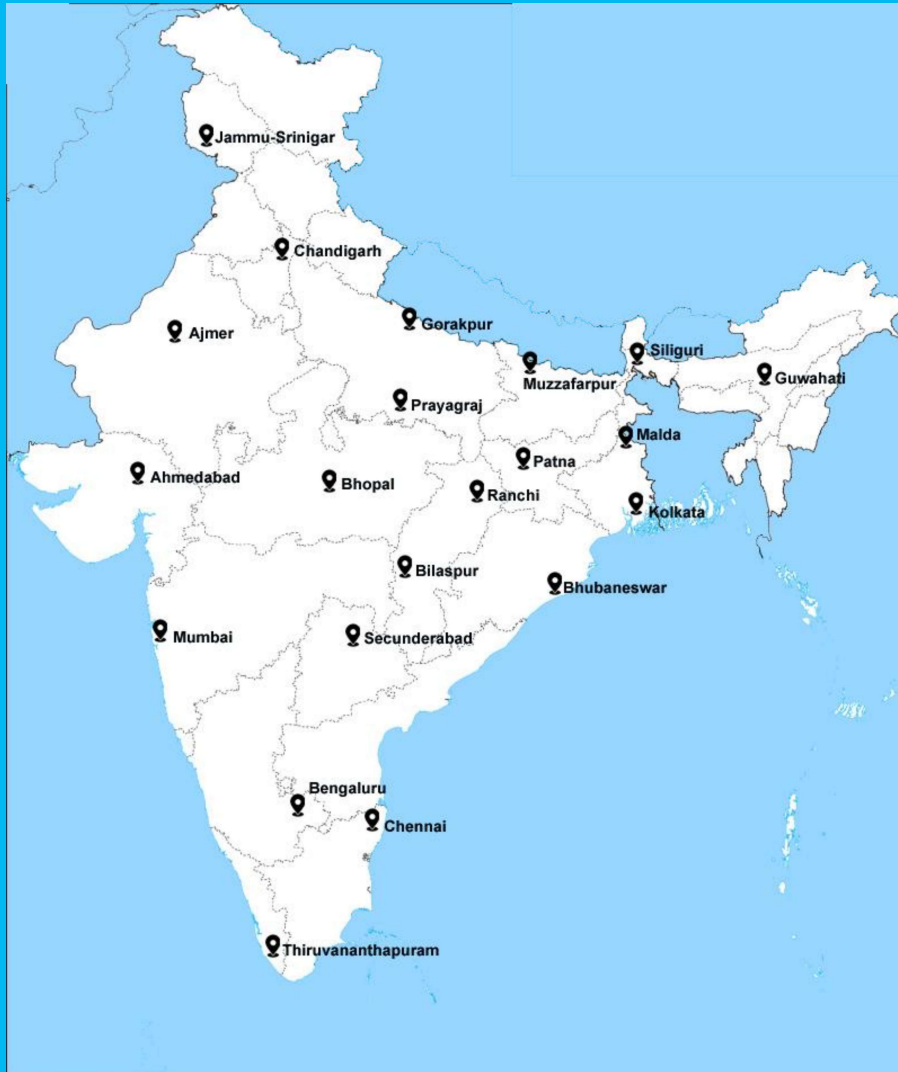 Jammu-Srinigar
Chandigarh
Gorakpur
Ajmer
Siliguri
Muzzafarpur
Guwahati
Prayagraj
Malda
Patna
Ahmedabad
Bhopal
Ranchi
Kolkata
Bilaspur
Bhubaneswar
Mumbai
Secunderabad
Bengaluru
Chennai
Thiruvananthapuram